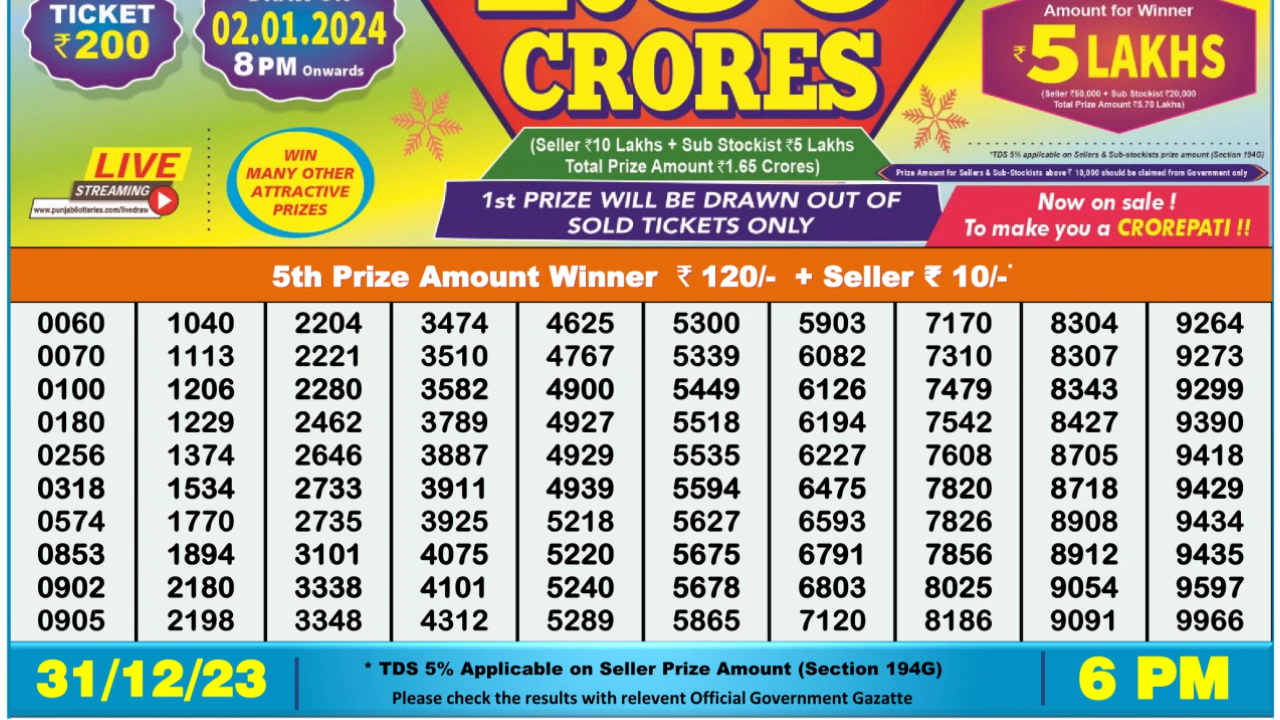 TICKET
₹200
02.01.2024
8 PM Onwards
CRORES
(Seller ₹10 Lakhs + Sub Stockist ₹5 Lakhs
Total Prize Amount ₹1.65 Crores)
1st PRIZE WILL BE DRAWN OUT OF
SOLD TICKETS ONLY
Amount for Winner
₹5 LAKHS
(Seller ₹50,000 + Sub Stockist ₹20,000
Total Prize Amount ₹5.70 Lakhs)
*TDS 5% applicable on Sellers & Sub-stockists prize amount (Section 194G)
Prize Amount for Sellers & Sub-Stockists above ₹ 10,000 should be claimed from Government only
Now on sale !
To make you a CROREPATI !!
LIVE
STREAMING
www.punjabilotteries.com/livedraw
WIN
MANY OTHER
ATTRACTIVE
PRIZES
5th Prize Amount Winner ₹ 120/- + Seller ₹ 10/-*
0060 1040 2204 3474 4625 5300 5903 7170 8304 9264
0070 1113 2221 3510 4767 5339 6082 7310 8307 9273
0100 1206 2280 3582 4900 5449 6126 7479 8343 9299
0180 1229 2462 3789 4927 5518 6194 7542 8427 9390
0256 1374 2646 3887 4929 5535 6227 7608 8705 9418
0318 1534 2733 3911 4939 5594 6475 7820 8718 9429
0574 1770 2735 3925 5218 5627 6593 7826 8908 9434
0853 1894 3101 4075 5220 5675 6791 7856 8912 9435
0902 2180 3338 4101 5240 5678 6803 8025 9054 9597
0905 2198 3348 4312 5289 5865 7120 8186 9091 9966
31/12/23
* TDS 5% Applicable on Seller Prize Amount (Section 194G)
Please check the results with relevent Official Government Gazatte
6 PM